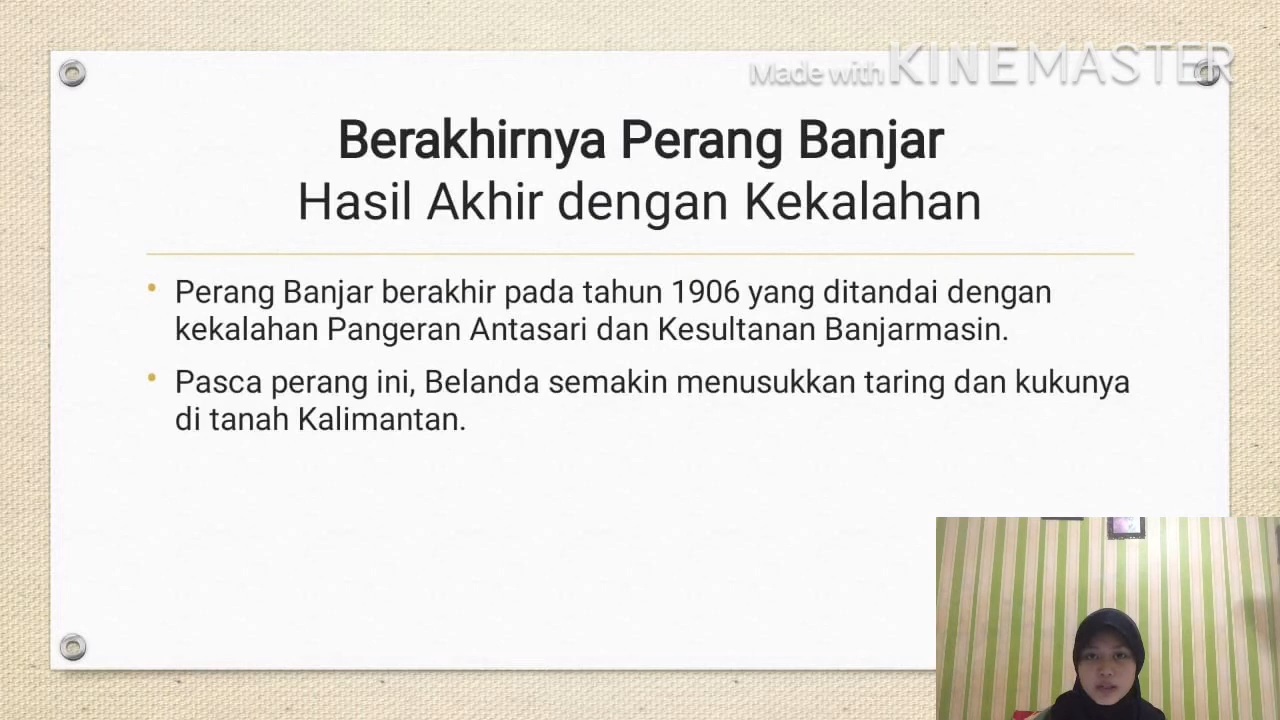 Made with KINEMASTER
Berakhirnya Perang Banjar
Hasil Akhir dengan Kekalahan
• Perang Banjar berakhir pada tahun 1906 yang ditandai dengan
kekalahan Pangeran Antasari dan Kesultanan Banjarmasin.
• Pasca perang ini, Belanda semakin menusukkan taring dan kukunya
di tanah Kalimantan.